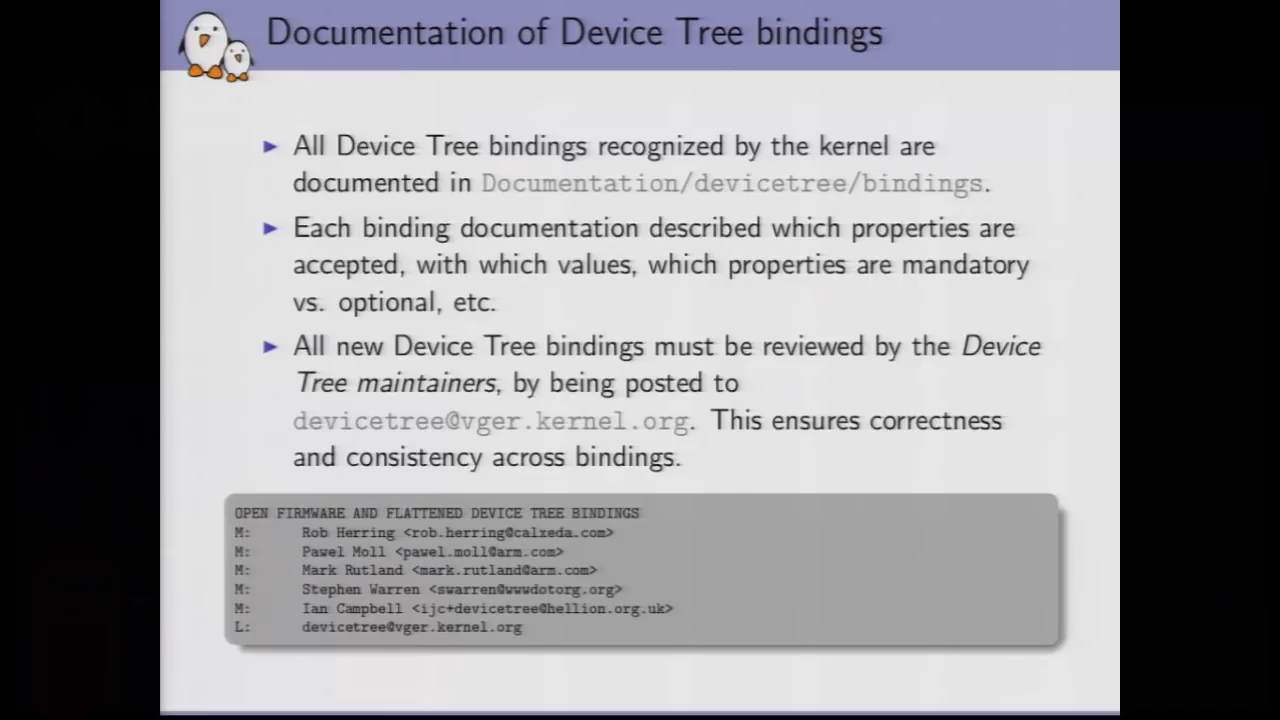 Documentation of Device Tree bindings
▶ All Device Tree bindings recognized by the kernel are
documented in Documentation/devicetree/bindings.
▶ Each binding documentation described which properties are
accepted, with which values, which properties are mandatory
vs. optional, etc.
▶ All new Device Tree bindings must be reviewed by the Device
Tree maintainers, by being posted to
devicetree@vger.kernel.org. This ensures correctness
and consistency across bindings.
OPEN FIRMWARE AND FLATTENED DEVICE TREE BINDINGS
M: Rob Herring <rob.herring@calxeda.com>
M: Pawel Moll <pawel.moll@arm.com>
M: Mark Rutland <mark.rutland@arm.com>
M: Stephen Warren <swarren@wwwdotorg.org>
M: Ian Campbell <ijc+devicetree@hellion.org.uk>
L: devicetree@vger.kernel.org